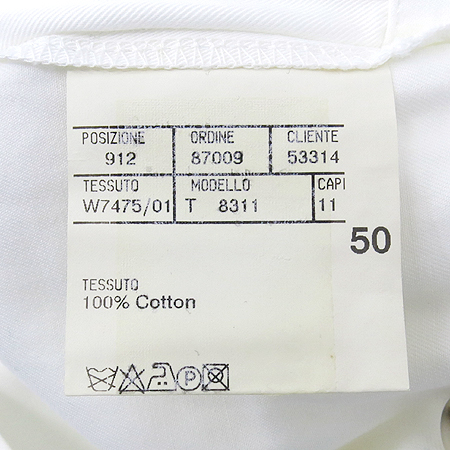 POSIZIONE ORDINE CLIENTE
912 87009 53314
TESSUTO MODELLO CAPI
W7475/01 T 8311 11
50
TESSUTO
100% Cotton
P